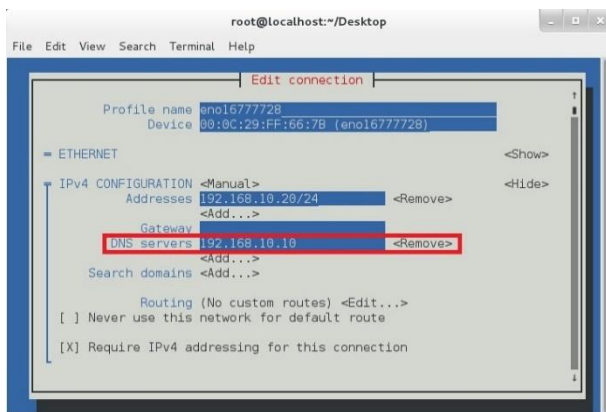 root@localhost:~/Desktop
File Edit View Search Terminal Help
Edit connection
Profile name eno16777728
Device 00:0C:29:FF:66:7B (eno16777728)
= ETHERNET <Show>
IPv4 CONFIGURATION <Manual> <Hide>
Addresses 192.168.10.20/24 <Remove>
<Add...>
Gateway
DNS servers 192.168.10.10 <Remove>
<Add...>
Search domains <Add...>
Routing (No custom routes) <Edit...>
[ ] Never use this network for default route
[X] Require IPv4 addressing for this connection